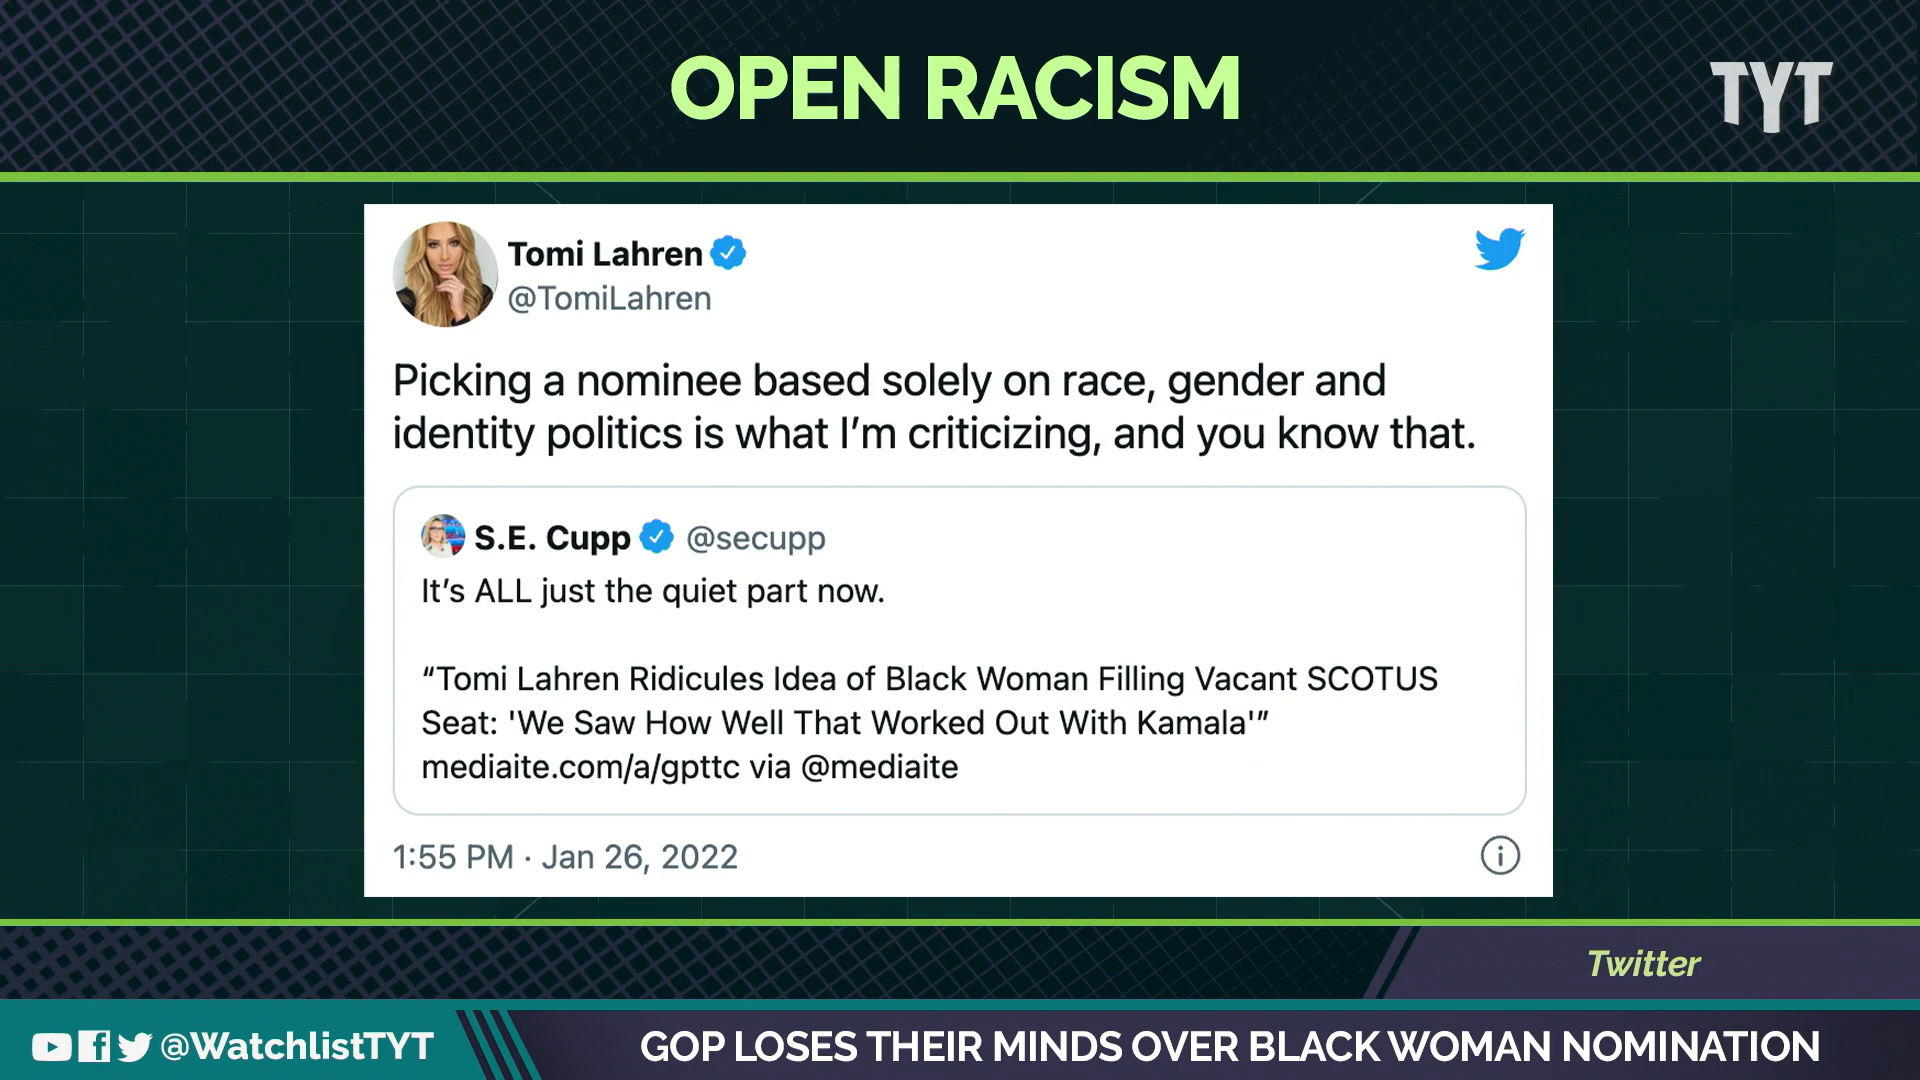 OPEN RACISM
TYT
Tomi Lahren
@TomiLahren
Picking a nominee based solely on race, gender and
identity politics is what I’m criticizing, and you know that.
S.E. Cupp @secupp
It’s ALL just the quiet part now.
“Tomi Lahren Ridicules Idea of Black Woman Filling Vacant SCOTUS
Seat: 'We Saw How Well That Worked Out With Kamala'”
mediaite.com/a/gpttc via @mediaite
1:55 PM · Jan 26, 2022
Twitter
@WatchlistTYT
GOP LOSES THEIR MINDS OVER BLACK WOMAN NOMINATION